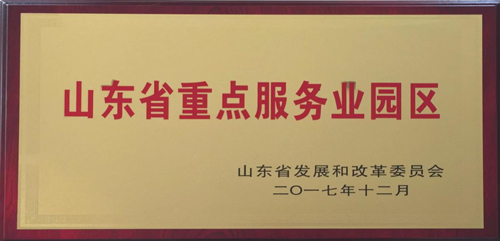 山东省重点服务业园区
山东省发展和改革委员会
二〇一七年十二月